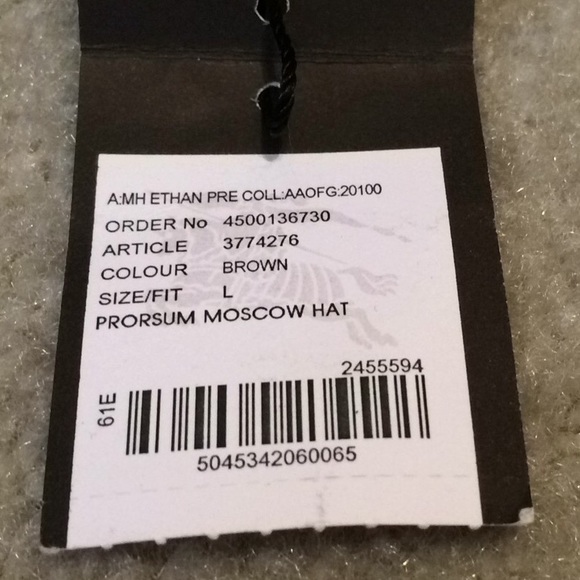 A:MH ETHAN PRE COLL:AAOFG:20100
ORDER No 4500136730
ARTICLE 3774276
COLOUR BROWN
SIZE/FIT L
PRORSUM MOSCOW HAT
2455594
61E
5045342060065